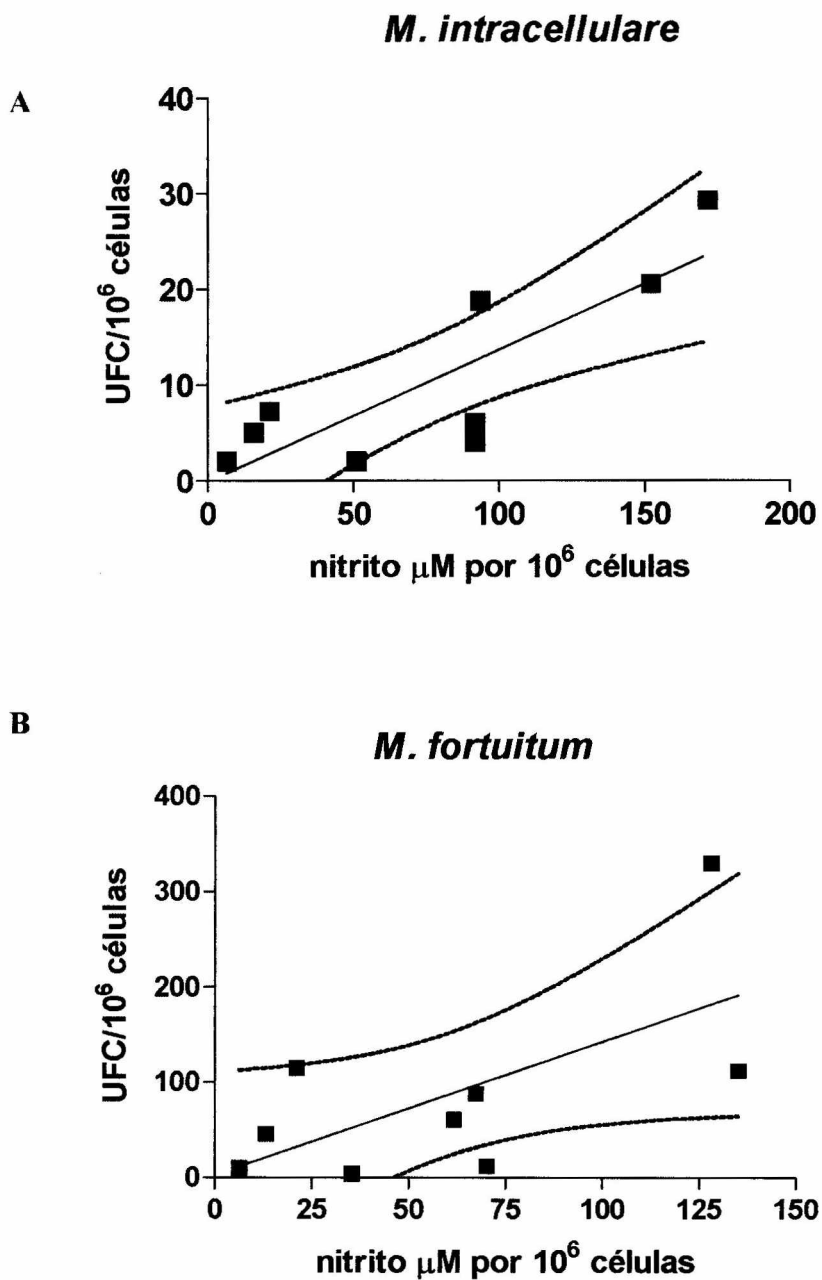 M. intracellulare
A
UFC/10⁶ células
40
30
20
10
0
0 50 100 150 200
nitrito μM por 10⁶ células
B
M. fortuitum
UFC/10⁶ células
400
300
200
100
0
0 25 50 75 100 125 150
nitrito μM por 10⁶ células